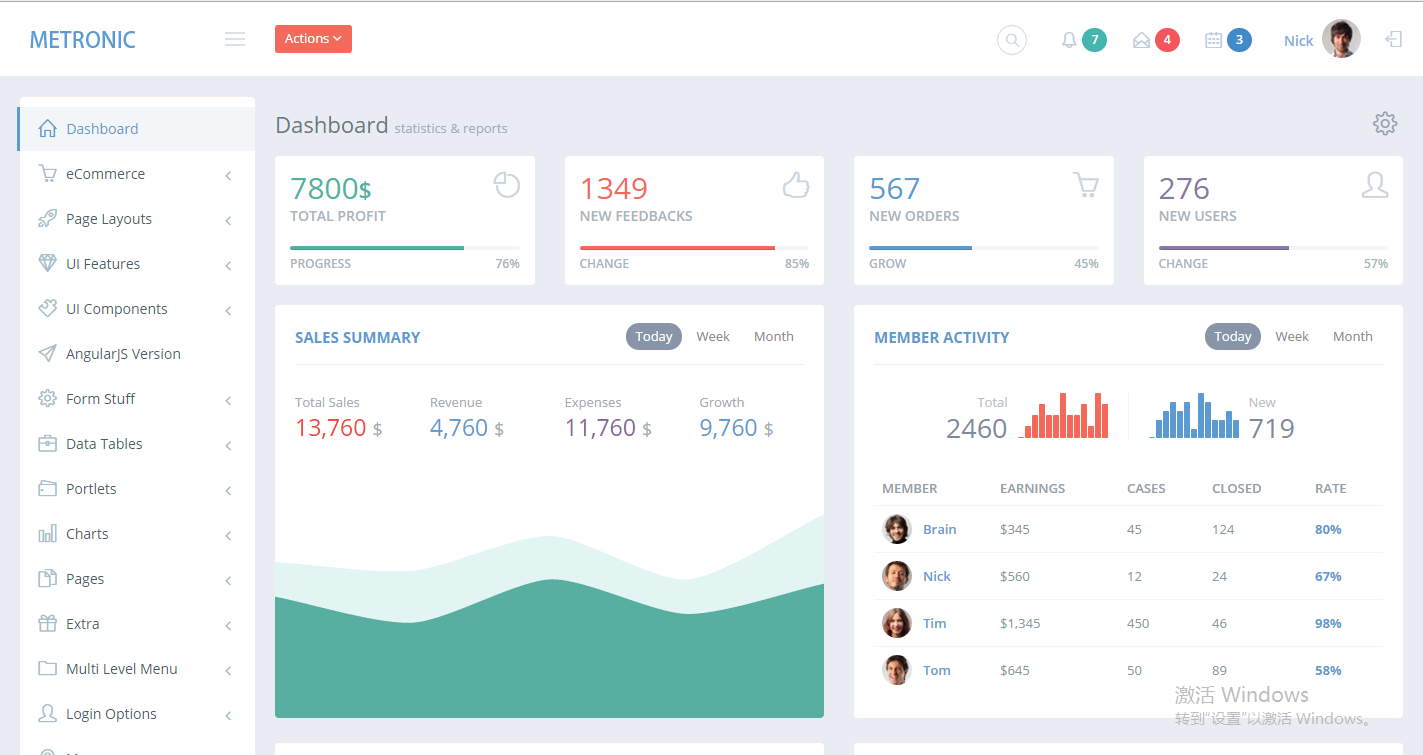 METRONIC
Actions
7
4
3
Nick
Dashboard
eCommerce
Page Layouts
UI Features
UI Components
AngularJS Version
Form Stuff
Data Tables
Portlets
Charts
Pages
Extra
Multi Level Menu
Login Options
Dashboard statistics & reports
7800$
TOTAL PROFIT
PROGRESS 76%
1349
NEW FEEDBACKS
CHANGE 85%
567
NEW ORDERS
GROW 45%
276
NEW USERS
CHANGE 57%
SALES SUMMARY Today Week Month
Total Sales Revenue Expenses Growth
13,760 $ 4,760 $ 11,760 $ 9,760 $
MEMBER ACTIVITY Today Week Month
Total New
2460 719
MEMBER EARNINGS CASES CLOSED RATE
Brain $345 45 124 80%
Nick $560 12 24 67%
Tim $1,345 450 46 98%
Tom $645 50 89 58%
激活 Windows
转到"设置"以激活 Windows。